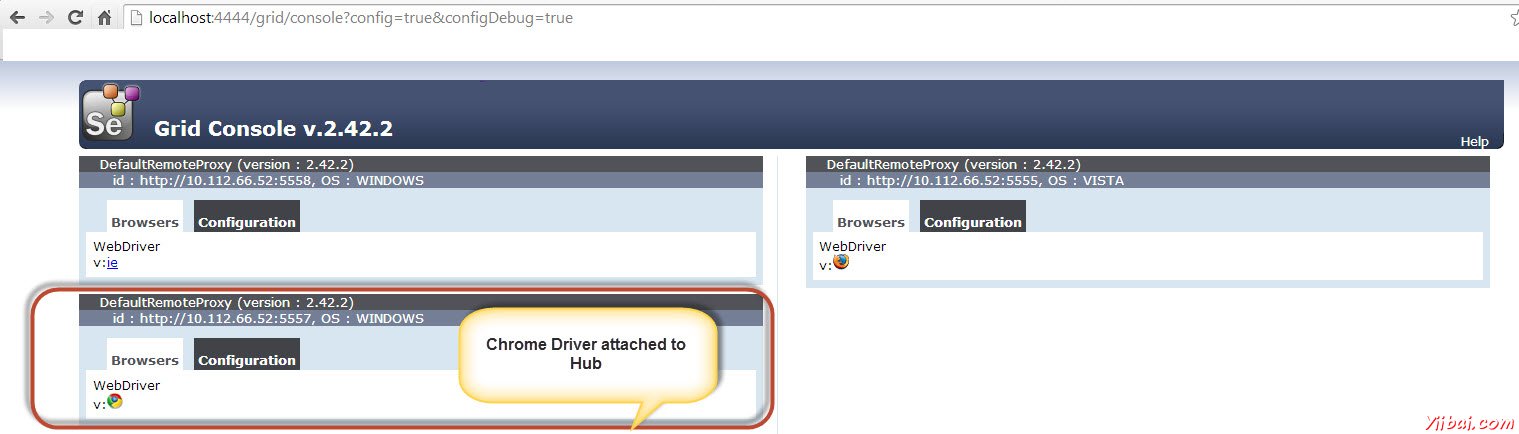 localhost:4444/grid/console?config=true&configDebug=true
Se
Grid Console v.2.42.2
Help
DefaultRemoteProxy (version : 2.42.2)
id : http://10.112.66.52:5558, OS : WINDOWS
Browsers Configuration
WebDriver
v:ie
DefaultRemoteProxy (version : 2.42.2)
id : http://10.112.66.52:5557, OS : WINDOWS
Browsers Configuration
WebDriver
v:
Chrome Driver attached to
Hub
DefaultRemoteProxy (version : 2.42.2)
id : http://10.112.66.52:5555, OS : VISTA
Browsers Configuration
WebDriver
v:
Yiibai.com